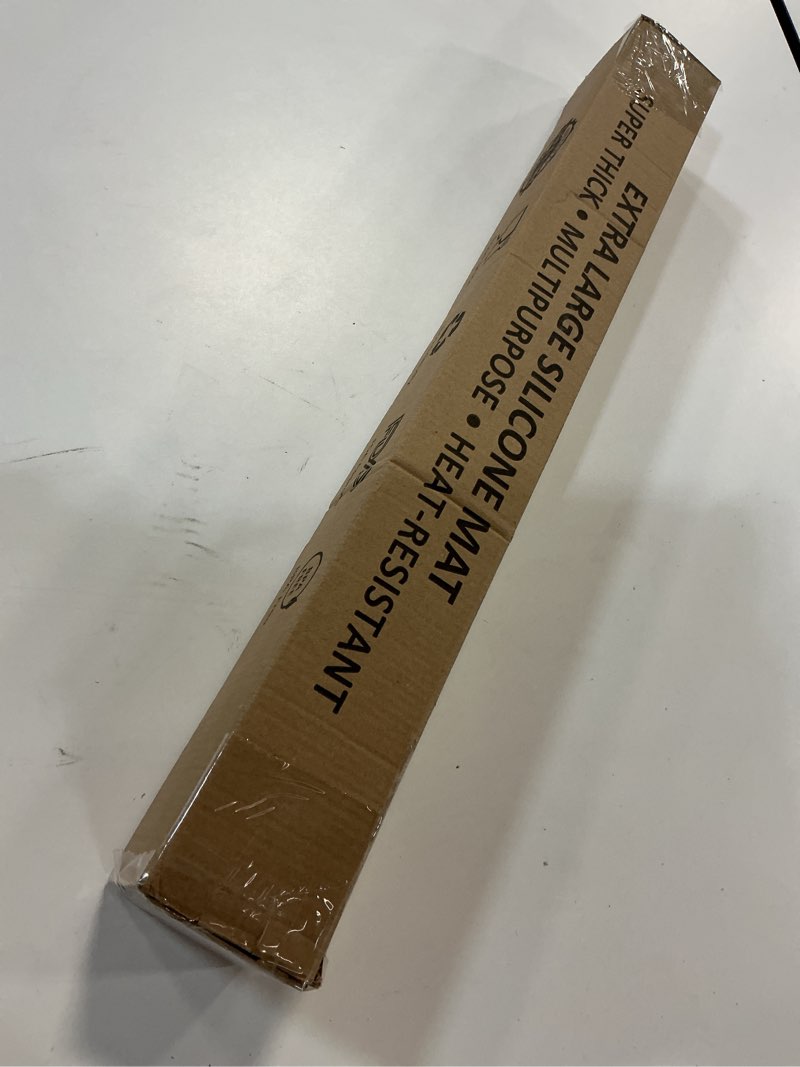 EXTRA LARGE SILICONE MAT
SUPER THICK • MULTIPURPOSE • HEAT-RESISTANT